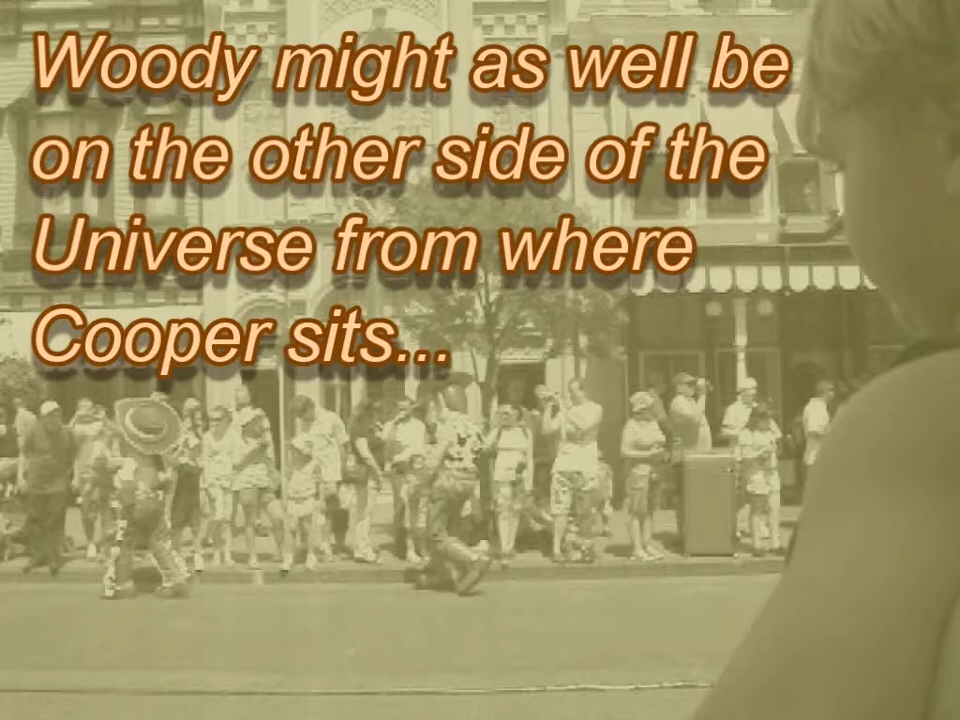 Woody might as well be
on the other side of the
Universe from where
Cooper sits...